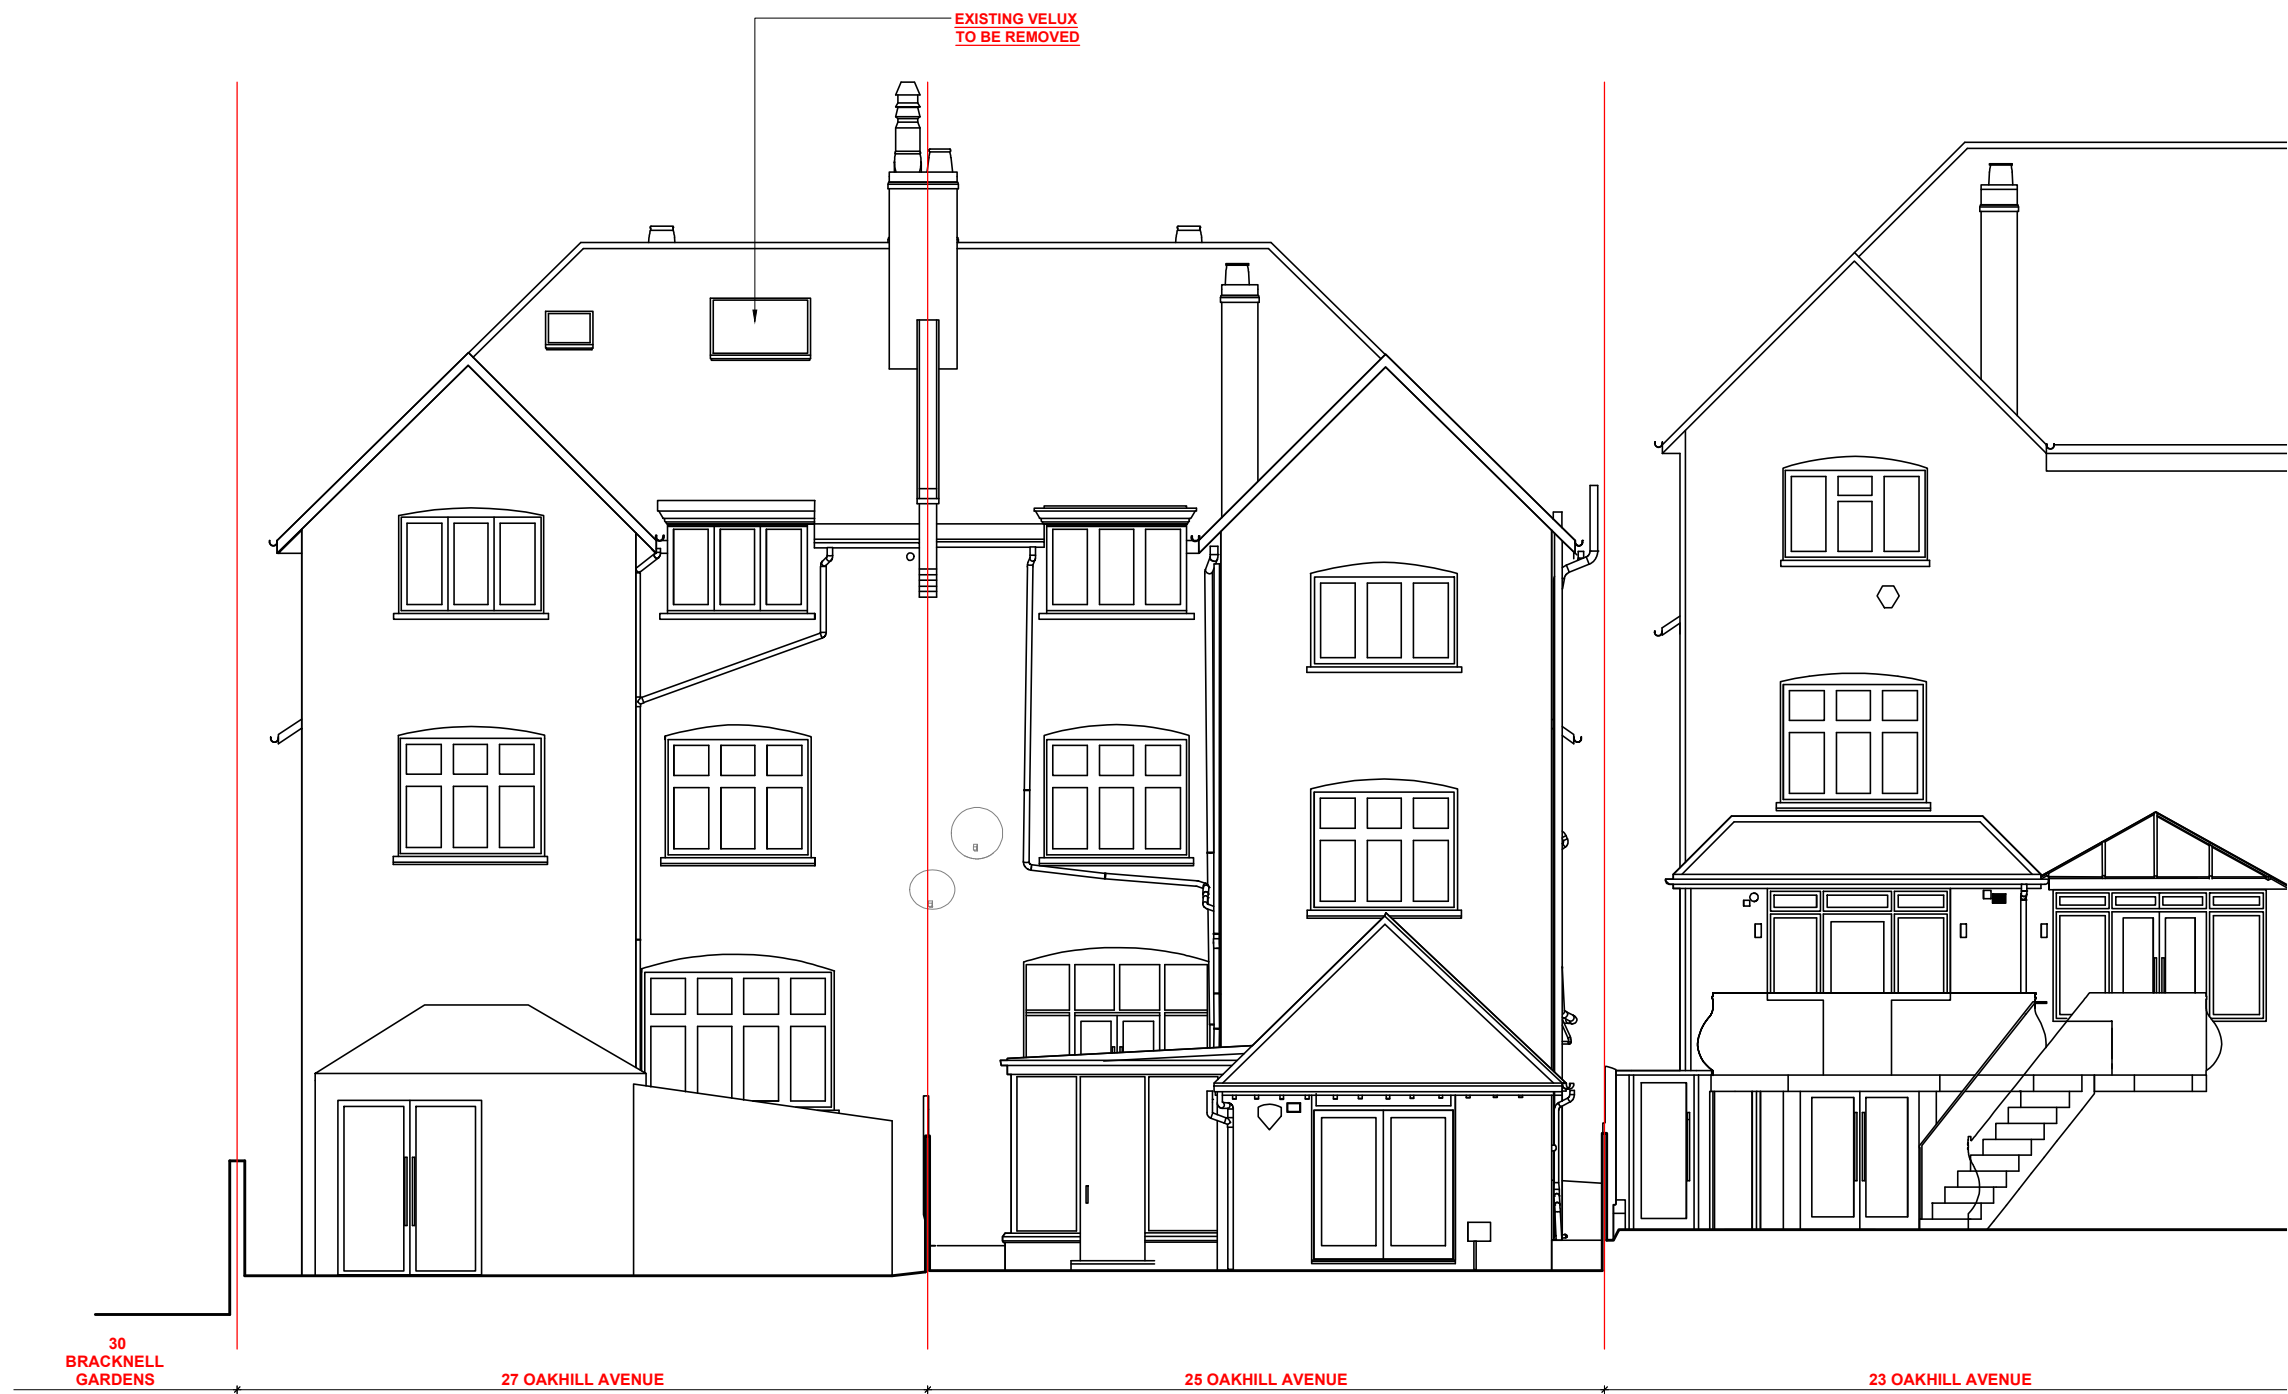 EXISTING VELUX
TO BE REMOVED
30
BRACKNELL
GARDENS
27 OAKHILL AVENUE
25 OAKHILL AVENUE
23 OAKHILL AVENUE